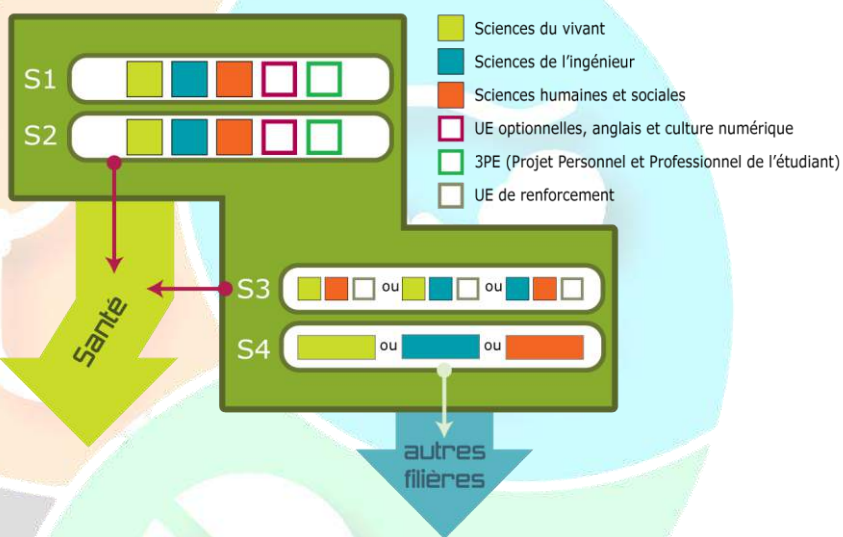 Sciences du vivant
Sciences de l'ingénieur
Sciences humaines et sociales
UE optionnelles, anglais et culture numérique
3PE (Projet Personnel et Professionnel de l'étudiant)
UE de renforcement
S1
S2
Santé
S3 ou ou
S4 ou ou
autres
filières